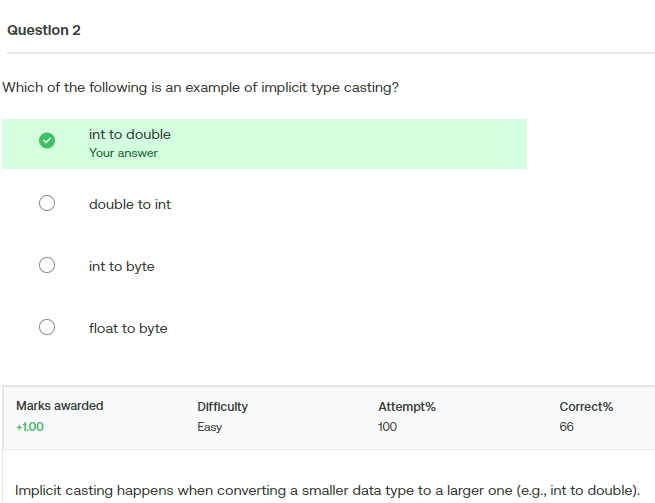 Question 2
Which of the following is an example of implicit type casting?
int to double
Your answer
double to int
int to byte
float to byte
Marks awarded Difficulty Attempt% Correct%
+1.00 Easy 100 66
Implicit casting happens when converting a smaller data type to a larger one (e.g., int to double).